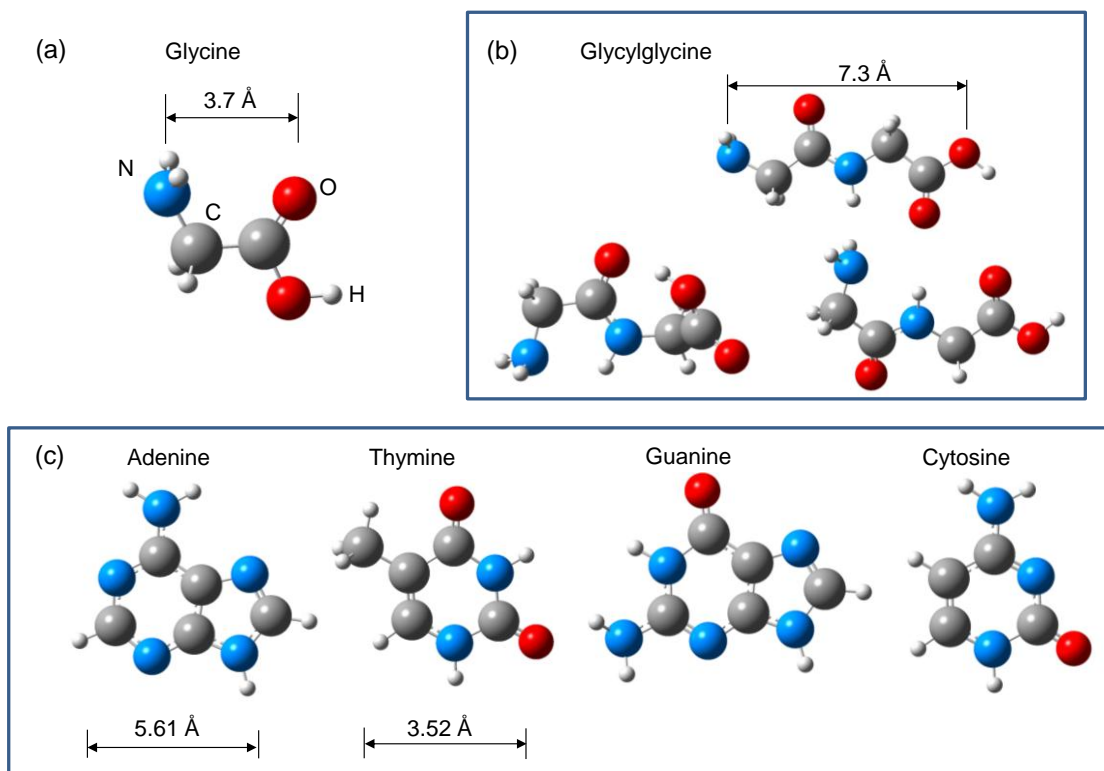 (a)
Glycine
3.7 Å
N
C
O
H
(b)
Glycylglycine
7.3 Å
(c)
Adenine
Thymine
Guanine
Cytosine
5.61 Å
3.52 Å